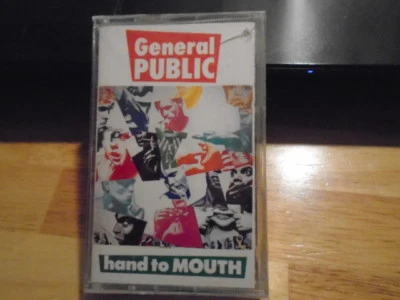 General
PUBLIC
hand to MOUTH